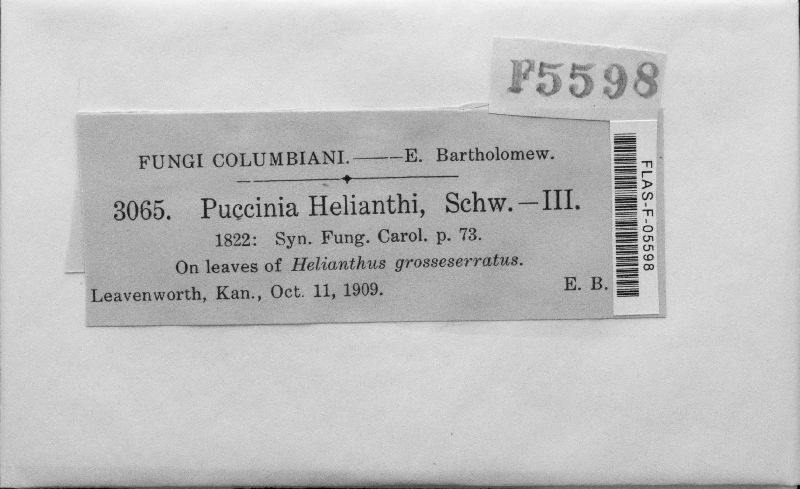 F5598
FUNGI COLUMBIANI.——E. Bartholomew.
3065. Puccinia Helianthi, Schw.—III.
1822: Syn. Fung. Carol. p. 73.
On leaves of Helianthus grosseserratus.
Leavenworth, Kan., Oct. 11, 1909. E. B.
FLAS-F-05598